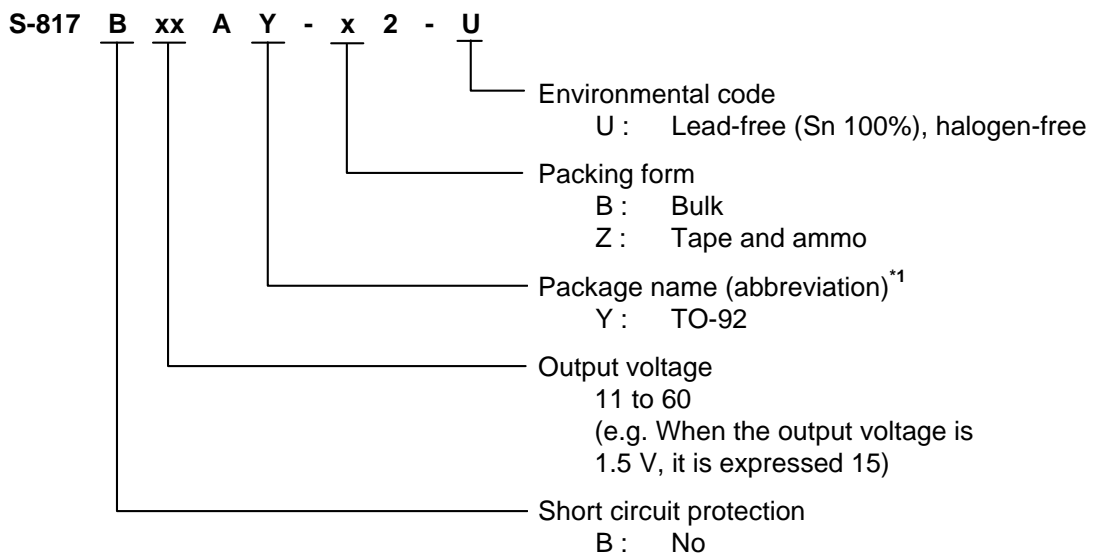 S-817 B xx A Y - x 2 - U
Environmental code
U : Lead-free (Sn 100%), halogen-free
Packing form
B : Bulk
Z : Tape and ammo
Package name (abbreviation)*1
Y : TO-92
Output voltage
11 to 60
(e.g. When the output voltage is
1.5 V, it is expressed 15)
Short circuit protection
B : No